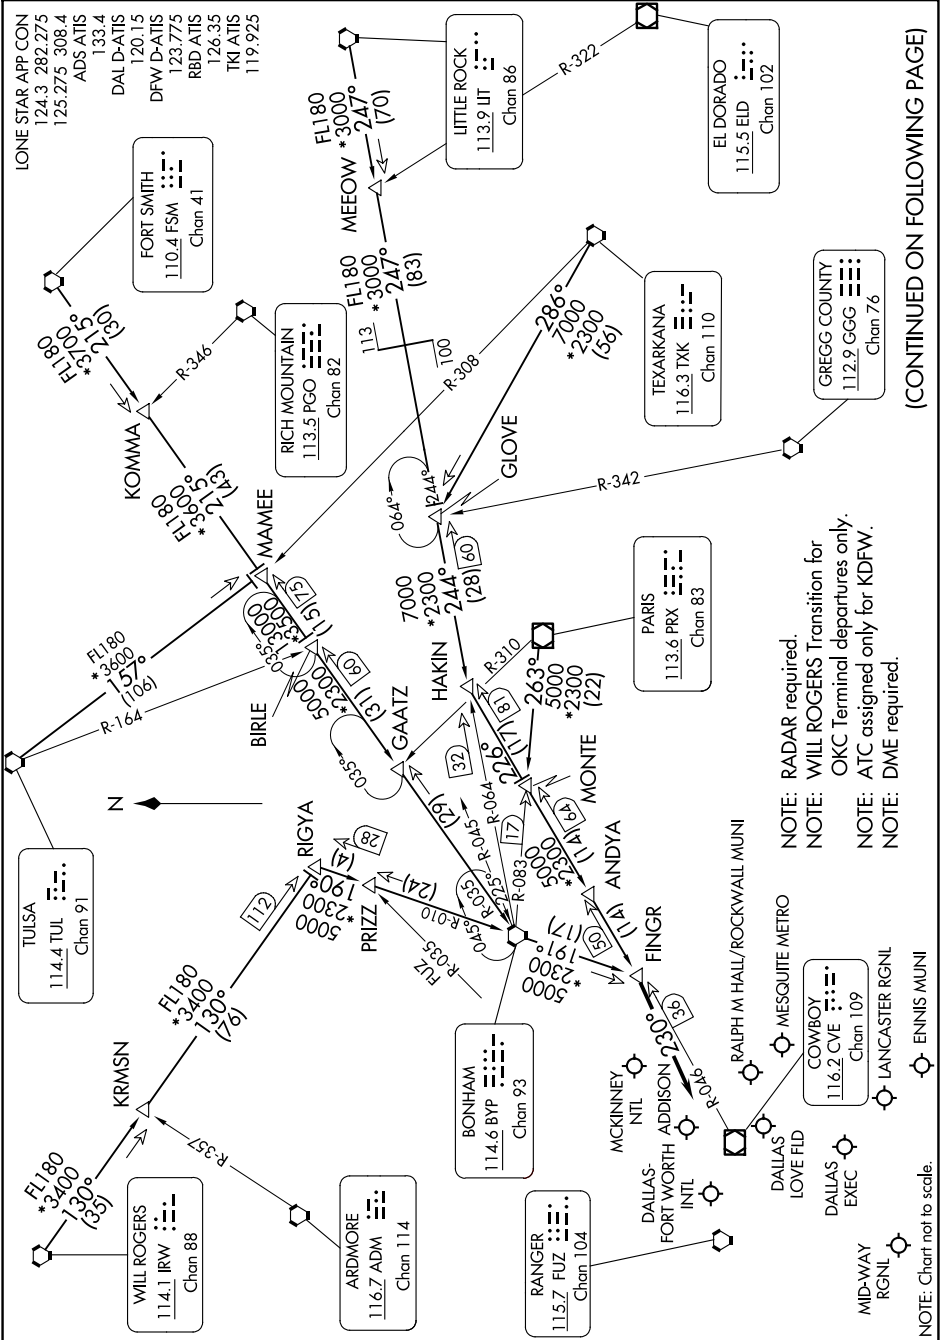 LONE STAR APP CON
124.3 282.275
125.275 308.4
ADS ATIS
133.4
DAL D-ATIS
120.15
DFW D-ATIS
123.775
RBD ATIS
126.35
TKI ATIS
119.925
FORT SMITH
110.4 FSM
Chan 41
LITTLE ROCK
113.9 LIT
Chan 86
EL DORADO
115.5 ELD
Chan 102
R-322
FL180
*3000
247°
(70)
MEEOW
FL180
*3000
247°
(83)
113
100
FL180
*3700
215°
(30)
KOMMA
R-346
RICH MOUNTAIN
113.5 PGO
Chan 82
FL180
*3600
215°
(43)
MAMEE
R-308
TEXARKANA
116.3 TXK
Chan 110
286°
7000
*2300
(56)
GREGG COUNTY
112.9 GGG
Chan 76
R-342
GLOVE
064°
244°
60
7000
*2300
244°
(28)
HAKIN
TULSA
114.4 TUL
Chan 91
FL180
*3600
157°
(106)
R-164
75
13000
*3500
(15)
035°
BIRLE
5000
*2300
(31)
60
GAATZ
035°
N
PARIS
113.6 PRX
Chan 83
R-310
263°
5000
*2300
(22)
81
226°
(17)
32
R-064
17
R-083
MONTE
64
5000
*2300
(14)
ANDYA
50
(14)
FINGR
(29)
R-045
225°
R-035
045°
RIGYA
28
(4)
190°
*2300
5000
PRIZZ
(24)
R-010
FUZ
R-035
112
FL180
*3400
130°
(76)
KRMSN
FL180
*3400
130°
(35)
WILL ROGERS
114.1 IRW
Chan 88
R-357
ARDMORE
116.7 ADM
Chan 114
BONHAM
114.6 BYP
Chan 93
5000
*2300
191°
(17)
36
230°
R-046
RANGER
115.7 FUZ
Chan 104
COWBOY
116.2 CVE
Chan 109
MCKINNEY
NTL
ADDISON
DALLAS-
FORT WORTH
INTL
RALPH M HALL/ROCKWALL MUNI
MESQUITE METRO
DALLAS
LOVE FLD
DALLAS
EXEC
LANCASTER RGNL
ENNIS MUNI
MID-WAY
RGNL
NOTE: RADAR required.
NOTE: WILL ROGERS Transition for
OKC Terminal departures only.
NOTE: ATC assigned only for KDFW.
NOTE: DME required.
(CONTINUED ON FOLLOWING PAGE)
NOTE: Chart not to scale.